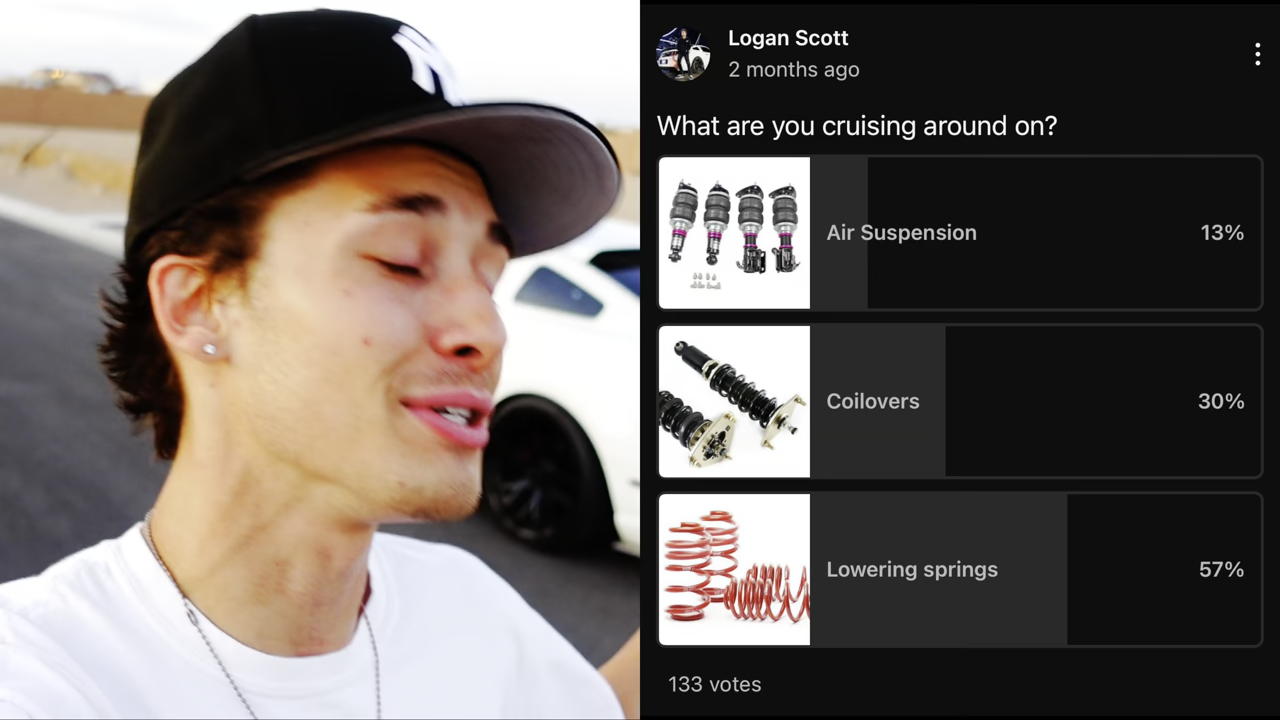 Logan Scott
2 months ago
What are you cruising around on?
Air Suspension
13%
Coilovers
30%
Lowering springs
57%
133 votes